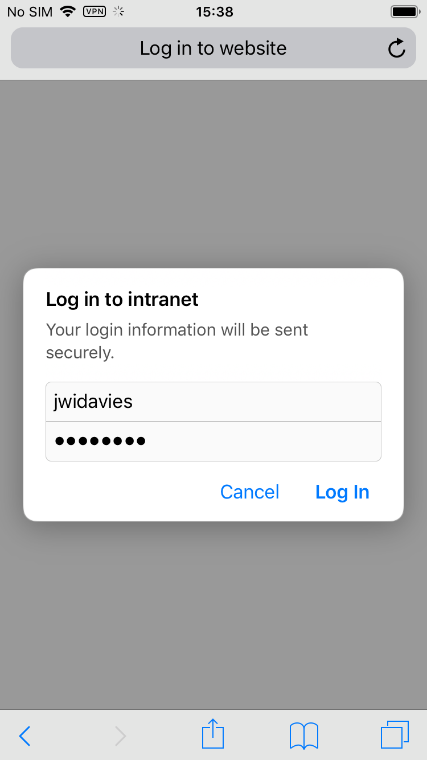 No SIM VPN 15:38
Log in to website
Log in to intranet
Your login information will be sent
securely.
jwidavies
●●●●●●●●
Cancel Log In